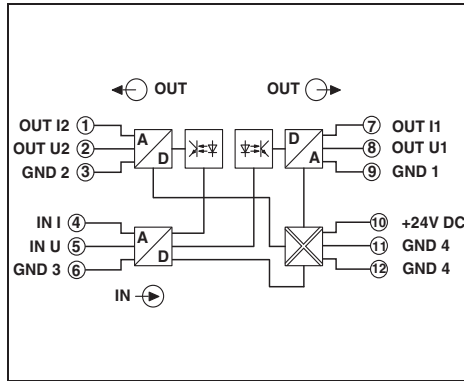 OUT OUT
OUT I2 1
OUT U2 2
GND 2 3
A
D
D
A
7 OUT I1
8 OUT U1
9 GND 1
IN I 4
IN U 5
GND 3 6
A
D
10 +24V DC
11 GND 4
12 GND 4
IN